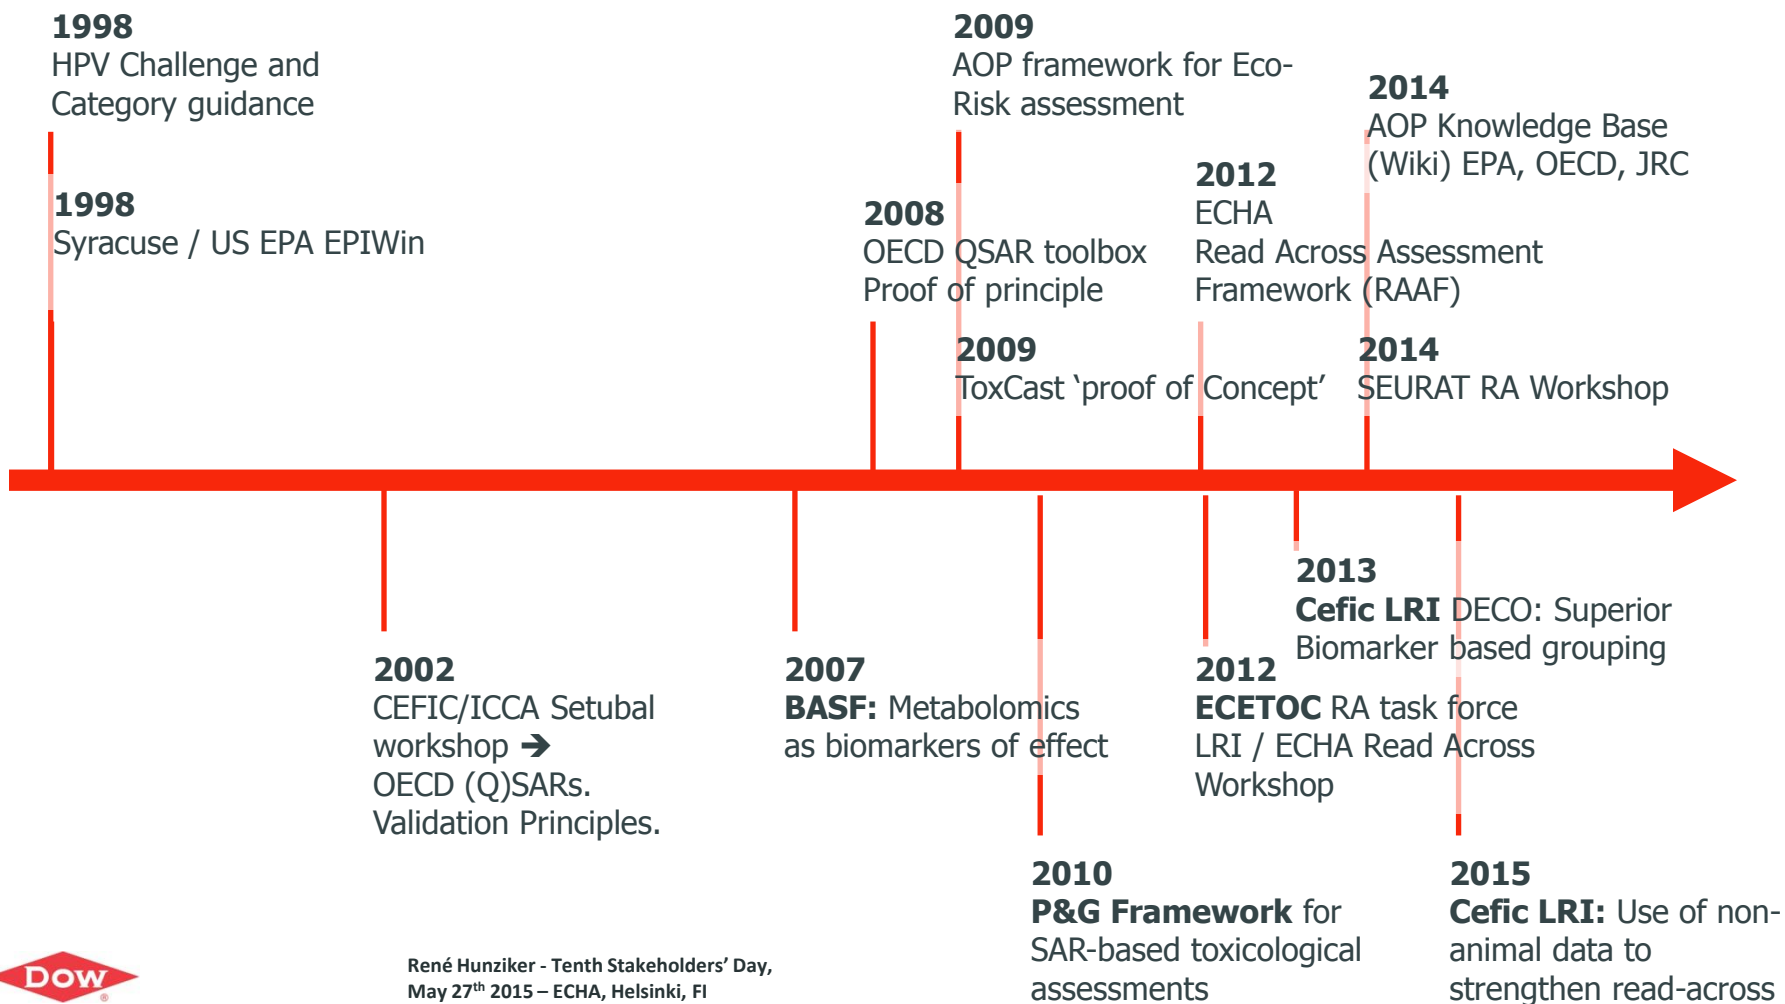 1998
HPV Challenge and
Category guidance
1998
Syracuse / US EPA EPIWin
2008
OECD QSAR toolbox
Proof of principle
2009
AOP framework for Eco-
Risk assessment
2009
ToxCast ‘proof of Concept’
2012
ECHA
Read Across Assessment
Framework (RAAF)
2014
AOP Knowledge Base
(Wiki) EPA, OECD, JRC
2014
SEURAT RA Workshop
2002
CEFIC/ICCA Setubal
workshop ➔
OECD (Q)SARs.
Validation Principles.
2007
BASF: Metabolomics
as biomarkers of effect
2010
P&G Framework for
SAR-based toxicological
assessments
2012
ECETOC RA task force
LRI / ECHA Read Across
Workshop
2013
Cefic LRI DECO: Superior
Biomarker based grouping
2015
Cefic LRI: Use of non-
animal data to
strengthen read-across
DOW
®
René Hunziker - Tenth Stakeholders’ Day,
May 27th 2015 – ECHA, Helsinki, FI